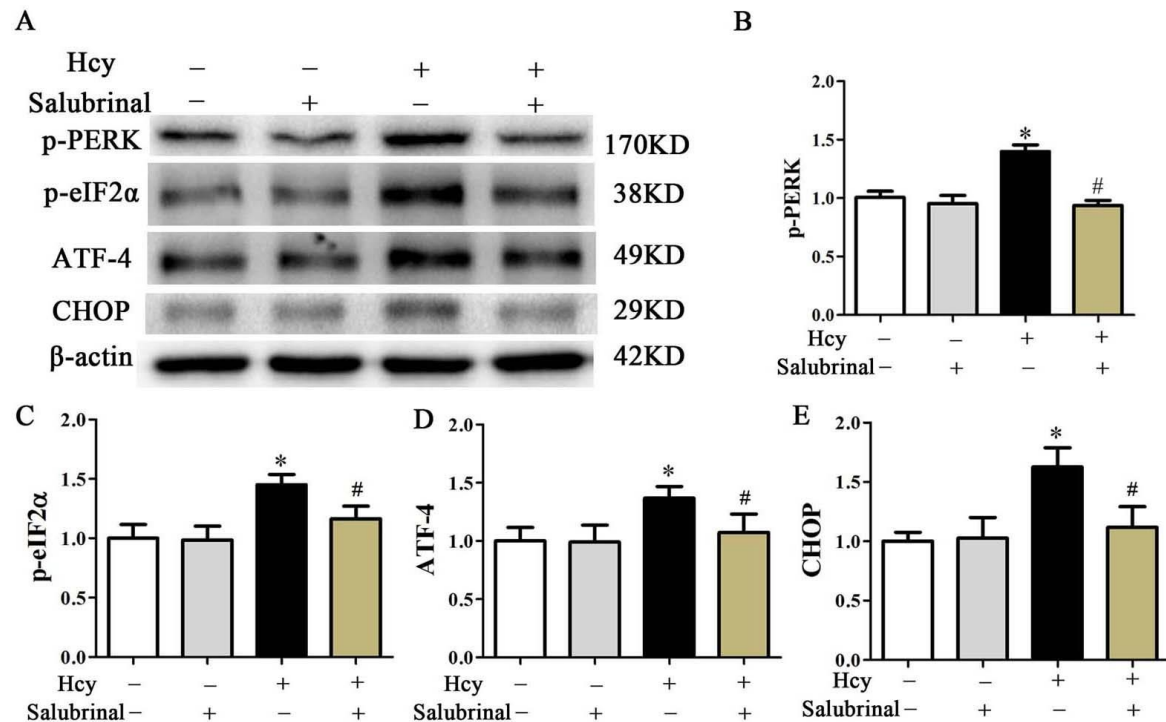 A
Hcy – – + +
Salubrinal – + – +
p-PERK 170KD
p-eIF2α 38KD
ATF-4 49KD
CHOP 29KD
β-actin 42KD
B
p-PERK
2.0
1.5
1.0
0.5
0.0
*
#
Hcy – – + +
Salubrinal – + – +
C
p-eIF2α
2.0
1.5
1.0
0.5
0.0
*
#
Hcy – – + +
Salubrinal – + – +
D
ATF-4
2.0
1.5
1.0
0.5
0.0
*
#
Hcy – – + +
Salubrinal – + – +
E
CHOP
2.0
1.5
1.0
0.5
0.0
*
#
Hcy – – + +
Salubrinal – + – +